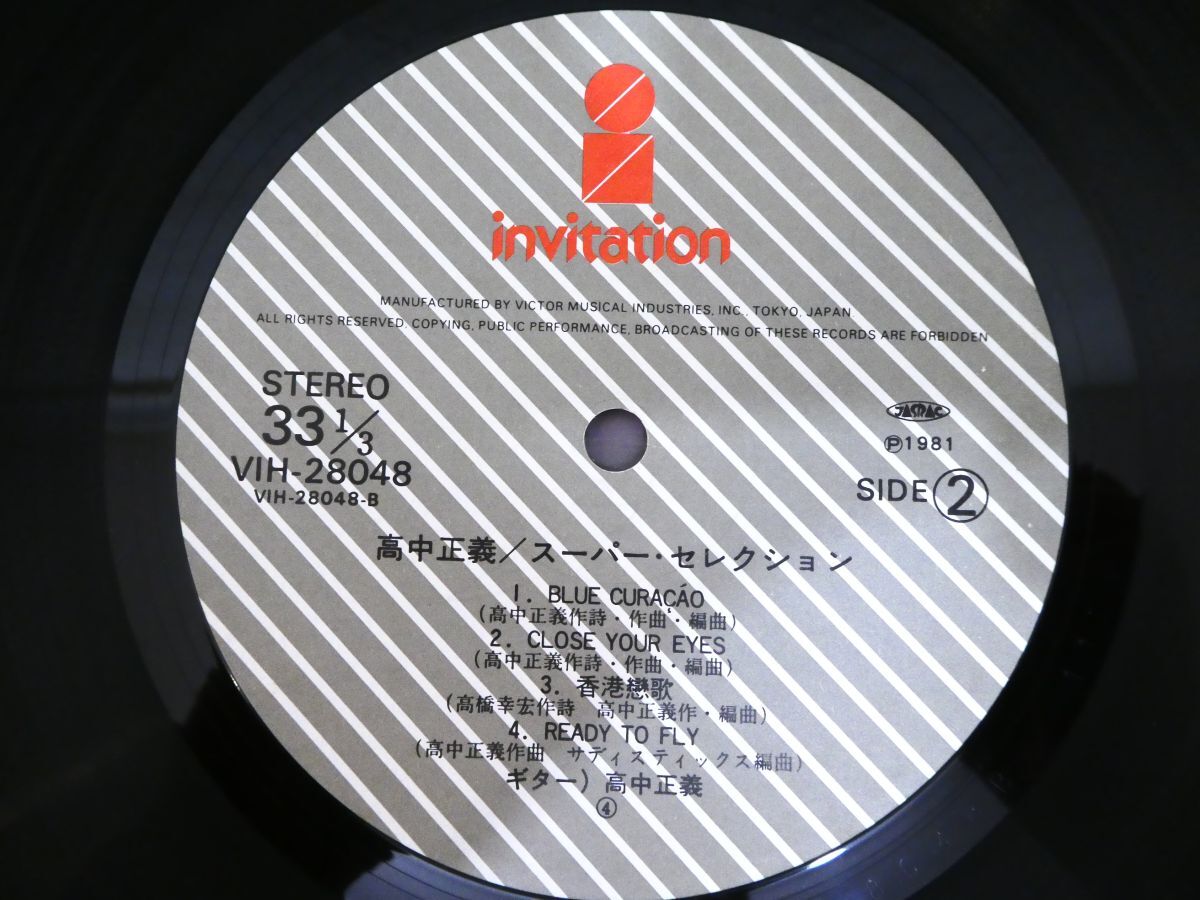 invitation
MANUFACTURED BY VICTOR MUSICAL INDUSTRIES, INC., TOKYO, JAPAN.
ALL RIGHTS RESERVED. COPYING, PUBLIC PERFORMANCE, BROADCASTING OF THESE RECORDS ARE FORBIDDEN
STEREO
33 1/3
VIH-28048
VIH-28048-B
JASRAC
Ⓟ1981
SIDE ②
高中正義／スーパー・セレクション
1. BLUE CURAÇÁO
(高中正義作詩・作曲・編曲)
2. CLOSE YOUR EYES
(高中正義作詩・作曲・編曲)
3. 香港戀歌
(高橋幸宏作詩 高中正義作・編曲)
4. READY TO FLY
(高中正義作曲 サディスティックス編曲)
ギター) 高中正義
④